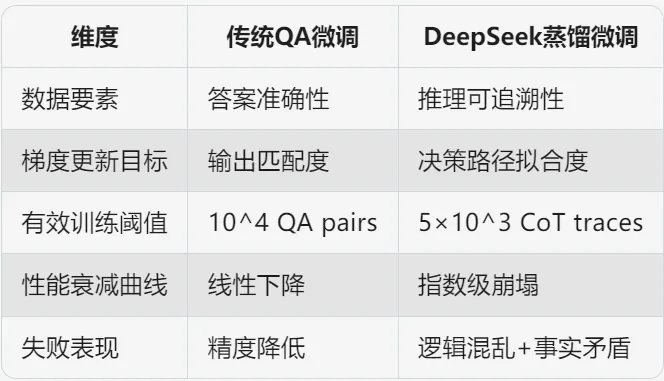 维度 传统QA微调 DeepSeek蒸馏微调
数据要素 答案准确性 推理可追溯性
梯度更新目标 输出匹配度 决策路径拟合度
有效训练阈值 10^4 QA pairs 5×10^3 CoT traces
性能衰减曲线 线性下降 指数级崩塌
失败表现 精度降低 逻辑混乱+事实矛盾